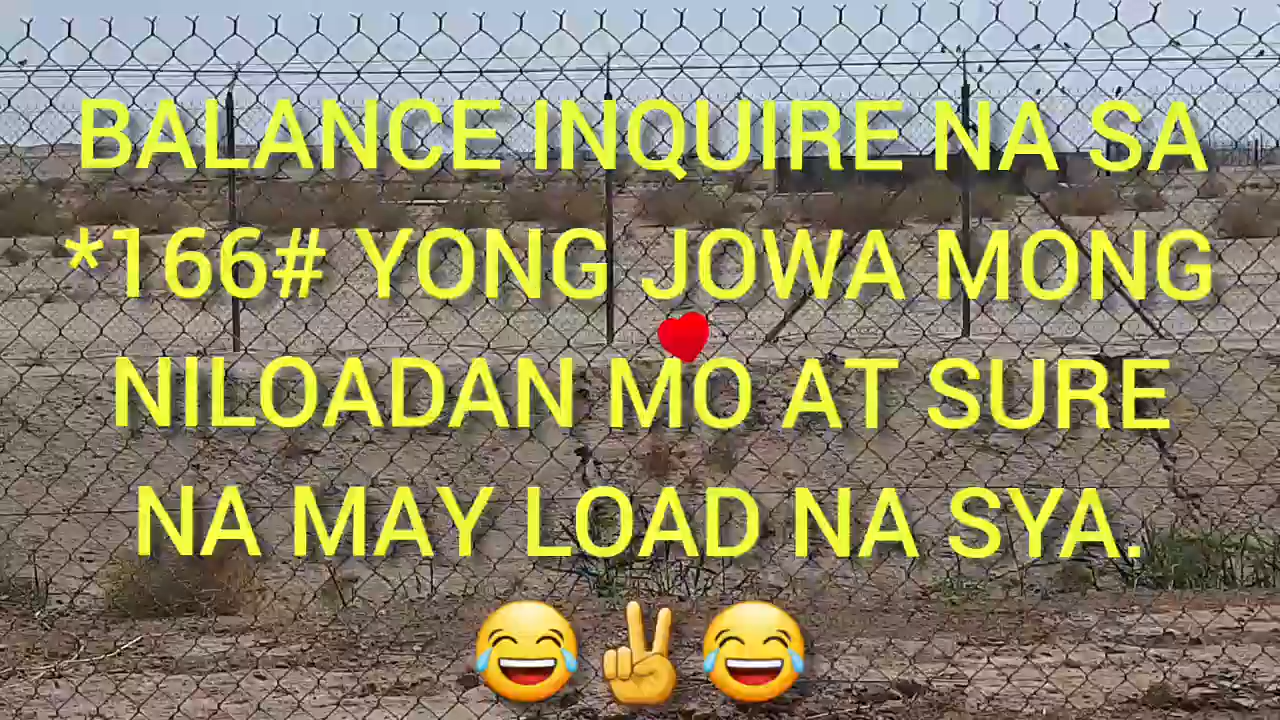 BALANCE INQUIRE NA SA
*166# YONG JOWA MONG
NILOADAN MO AT SURE
NA MAY LOAD NA SYA.